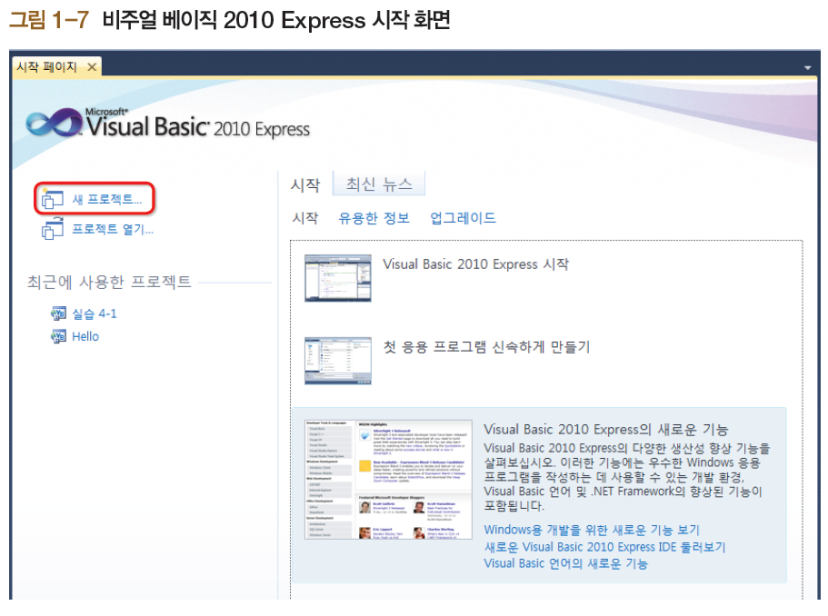 그림 1-7 비주얼 베이직 2010 Express 시작 화면
시작 페이지
Microsoft®
Visual Basic® 2010 Express
새 프로젝트...
프로젝트 열기...
최근에 사용한 프로젝트
실습 4-1
Hello
시작 최신 뉴스
시작 유용한 정보 업그레이드
Visual Basic 2010 Express 시작
첫 응용 프로그램 신속하게 만들기
Visual Basic 2010 Express의 새로운 기능
Visual Basic 2010 Express의 다양한 생산성 향상 기능을
살펴보십시오. 이러한 기능에는 우수한 Windows 응용
프로그램을 작성하는 데 사용할 수 있는 개발 환경,
Visual Basic 언어 및 .NET Framework의 향상된 기능이
포함됩니다.
Windows용 개발을 위한 새로운 기능 보기
새로운 Visual Basic 2010 Express IDE 둘러보기
Visual Basic 언어의 새로운 기능